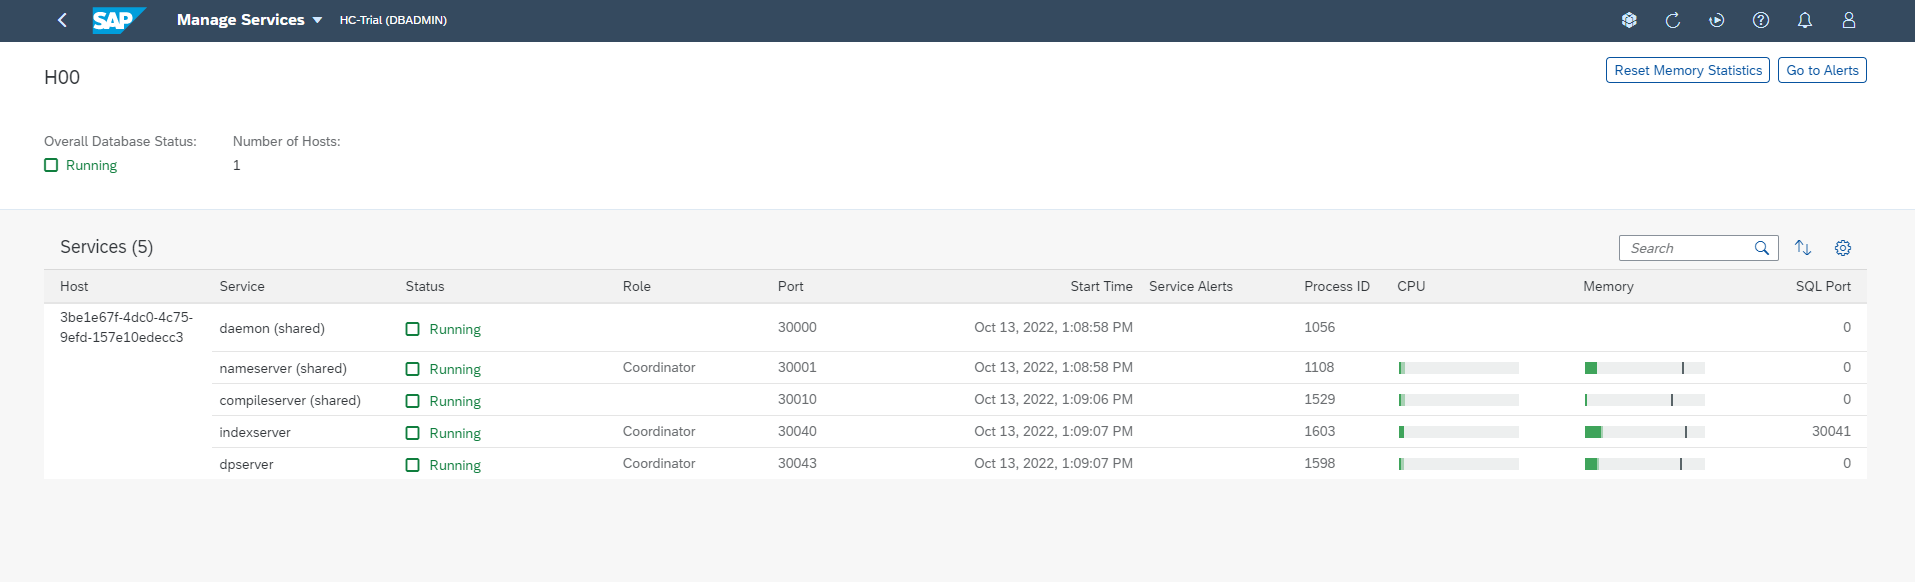 SAP Manage Services HC-Trial (DBADMIN)
H00
Reset Memory Statistics Go to Alerts
Overall Database Status: Number of Hosts:
Running 1
Services (5)
Search
Host Service Status Role Port Start Time Service Alerts Process ID CPU Memory SQL Port
3be1e67f-4dc0-4c75-
9efd-157e10edecc3
daemon (shared) Running 30000 Oct 13, 2022, 1:08:58 PM 1056 0
nameserver (shared) Running Coordinator 30001 Oct 13, 2022, 1:08:58 PM 1108 0
compileserver (shared) Running 30010 Oct 13, 2022, 1:09:06 PM 1529 0
indexserver Running Coordinator 30040 Oct 13, 2022, 1:09:07 PM 1603 30041
dpserver Running Coordinator 30043 Oct 13, 2022, 1:09:07 PM 1598 0